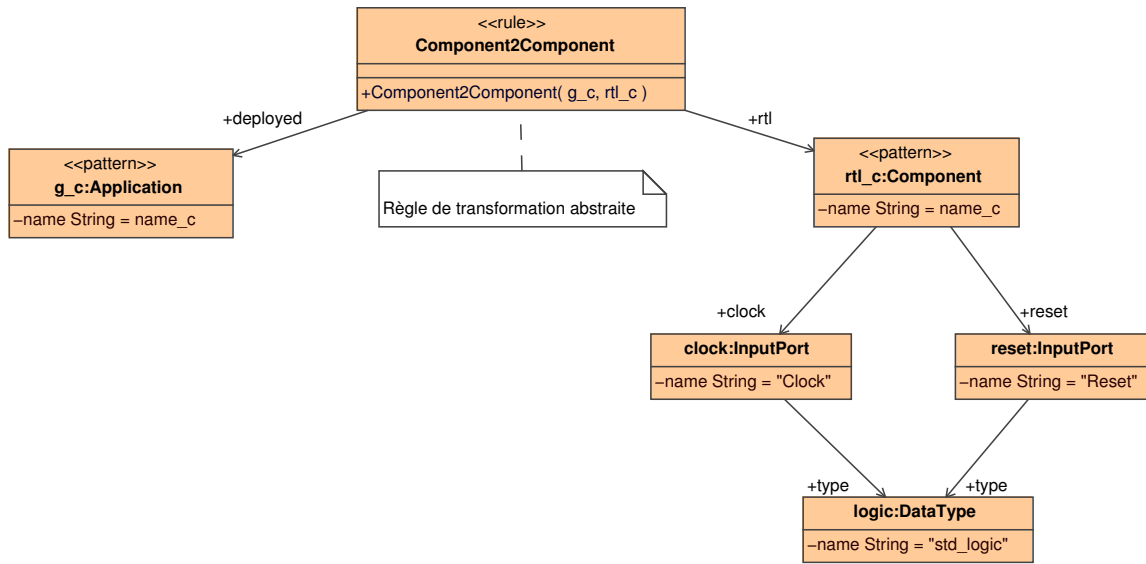 <<rule>>
Component2Component
+Component2Component( g_c, rtl_c )
+deployed
+rtl
<<pattern>>
g_c:Application
−name String = name_c
Règle de transformation abstraite
<<pattern>>
rtl_c:Component
−name String = name_c
+clock
+reset
clock:InputPort
−name String = "Clock"
reset:InputPort
−name String = "Reset"
+type
+type
logic:DataType
−name String = "std_logic"